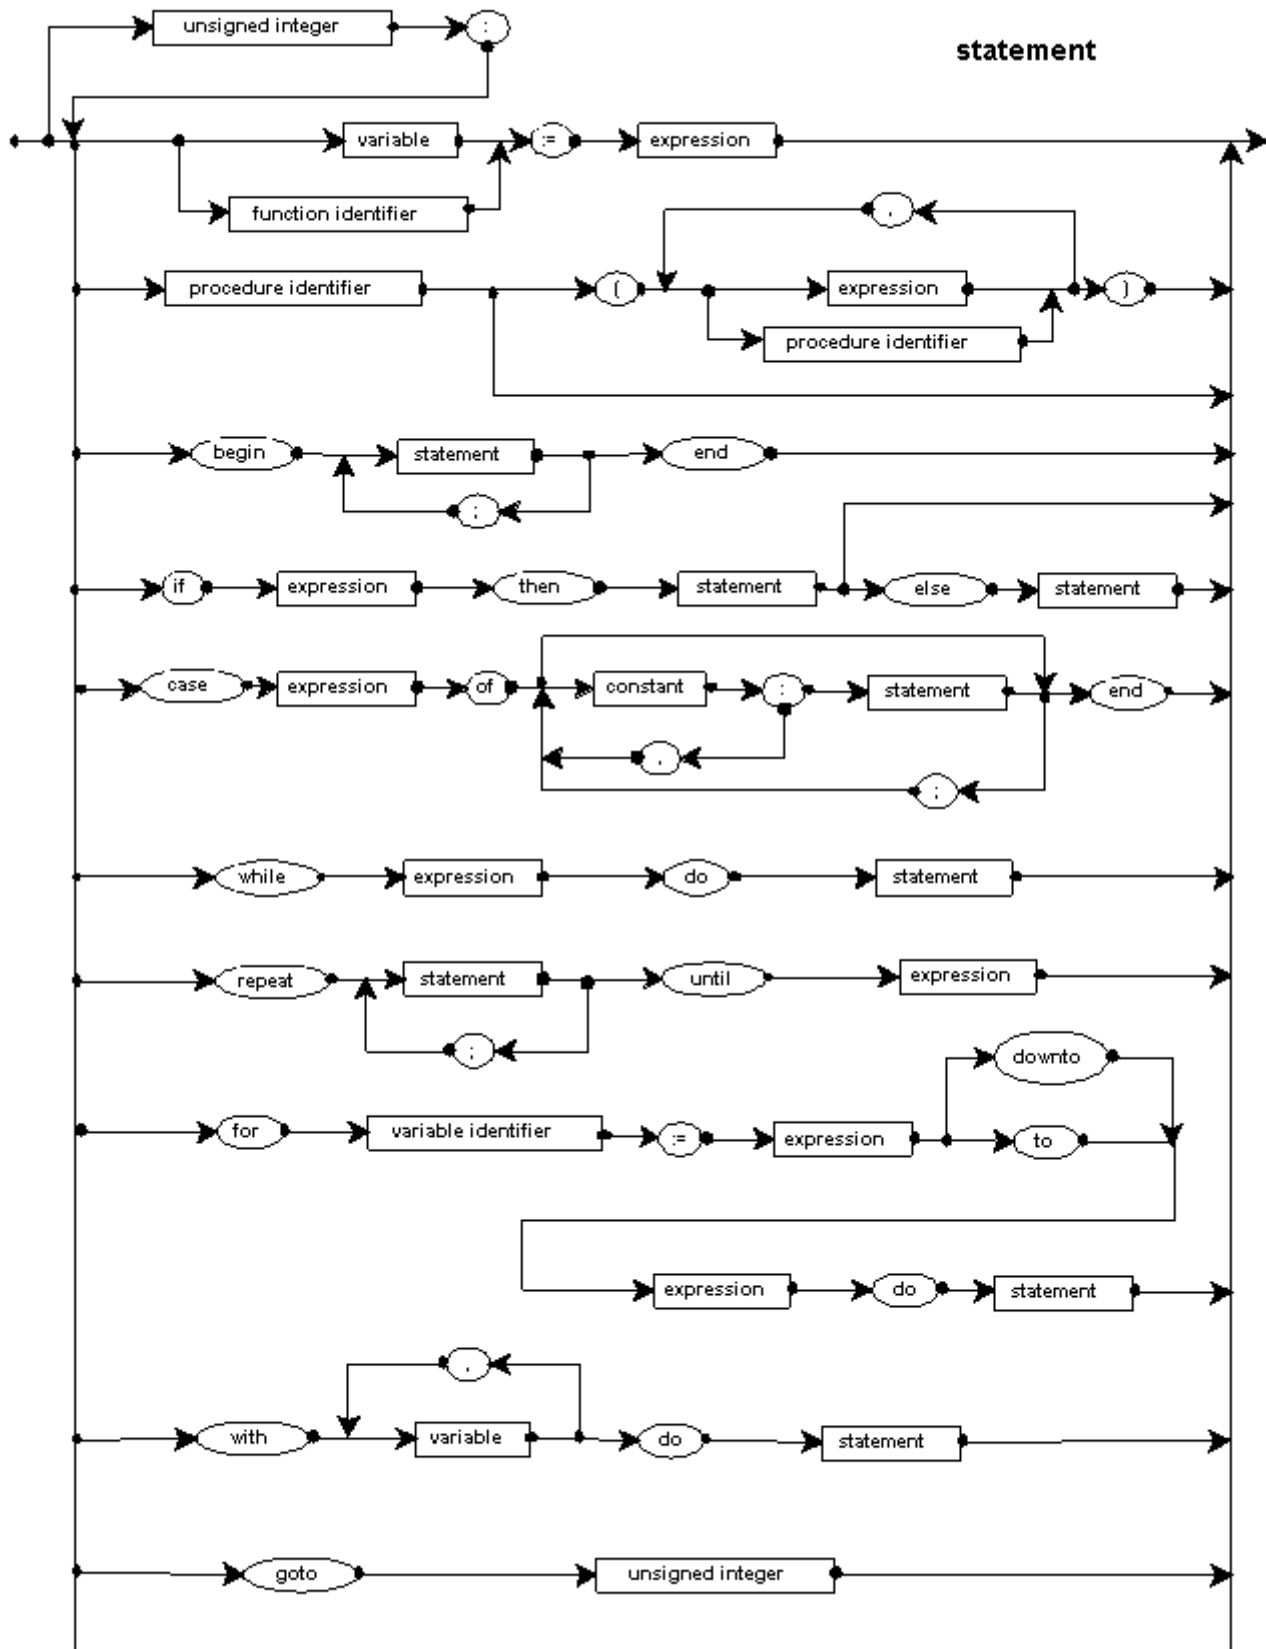 unsigned integer :
statement
variable := expression
function identifier ,
procedure identifier ( expression )
procedure identifier
begin statement end
;
if expression then statement else statement
case expression of constant : statement end
,
;
while expression do statement
repeat statement until expression
;
downto
for variable identifier := expression to
expression do statement
,
with variable do statement
goto unsigned integer